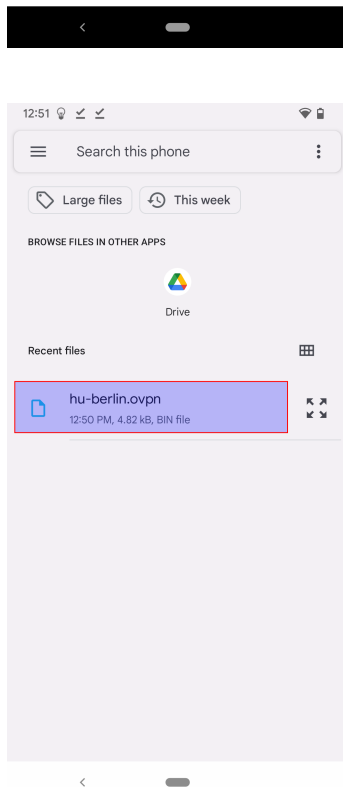 12:51
Search this phone
Large files
This week
BROWSE FILES IN OTHER APPS
Drive
Recent files
hu-berlin.ovpn
12:50 PM, 4.82 kB, BIN file